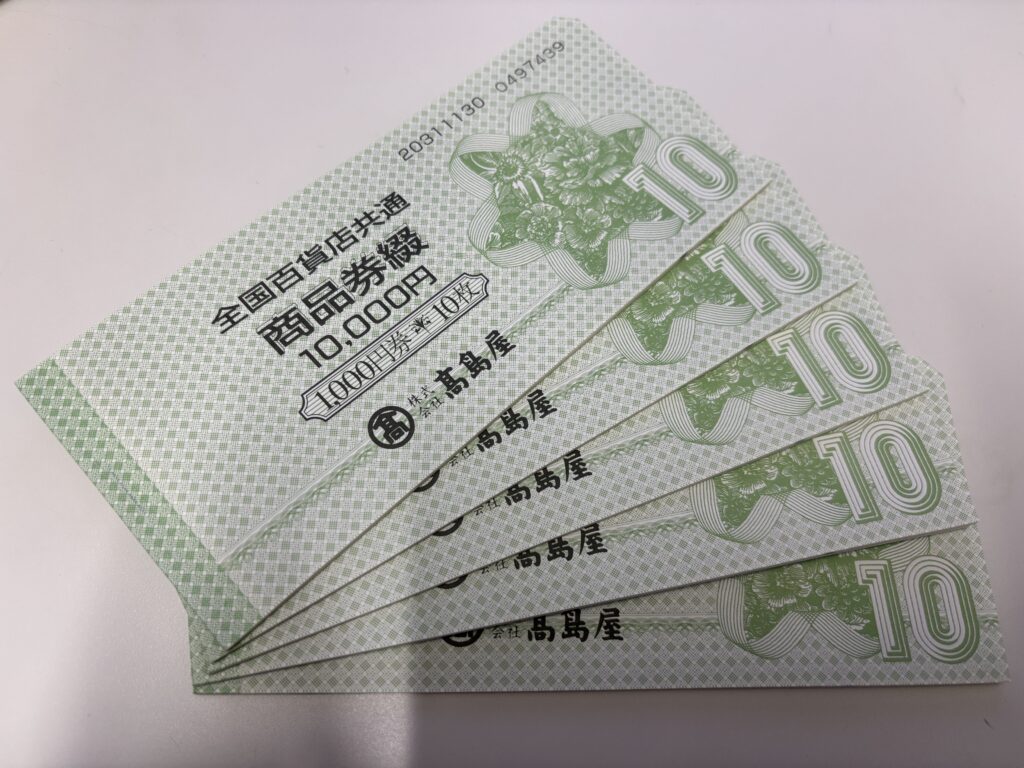 20311130 0497439
10
全国百貨店共通
商品券綴
10,000円
1000円券×10枚
髙 株式会社 髙島屋
10
会社 髙島屋
10
会社 髙島屋
10
会社 髙島屋
10
会社 髙島屋